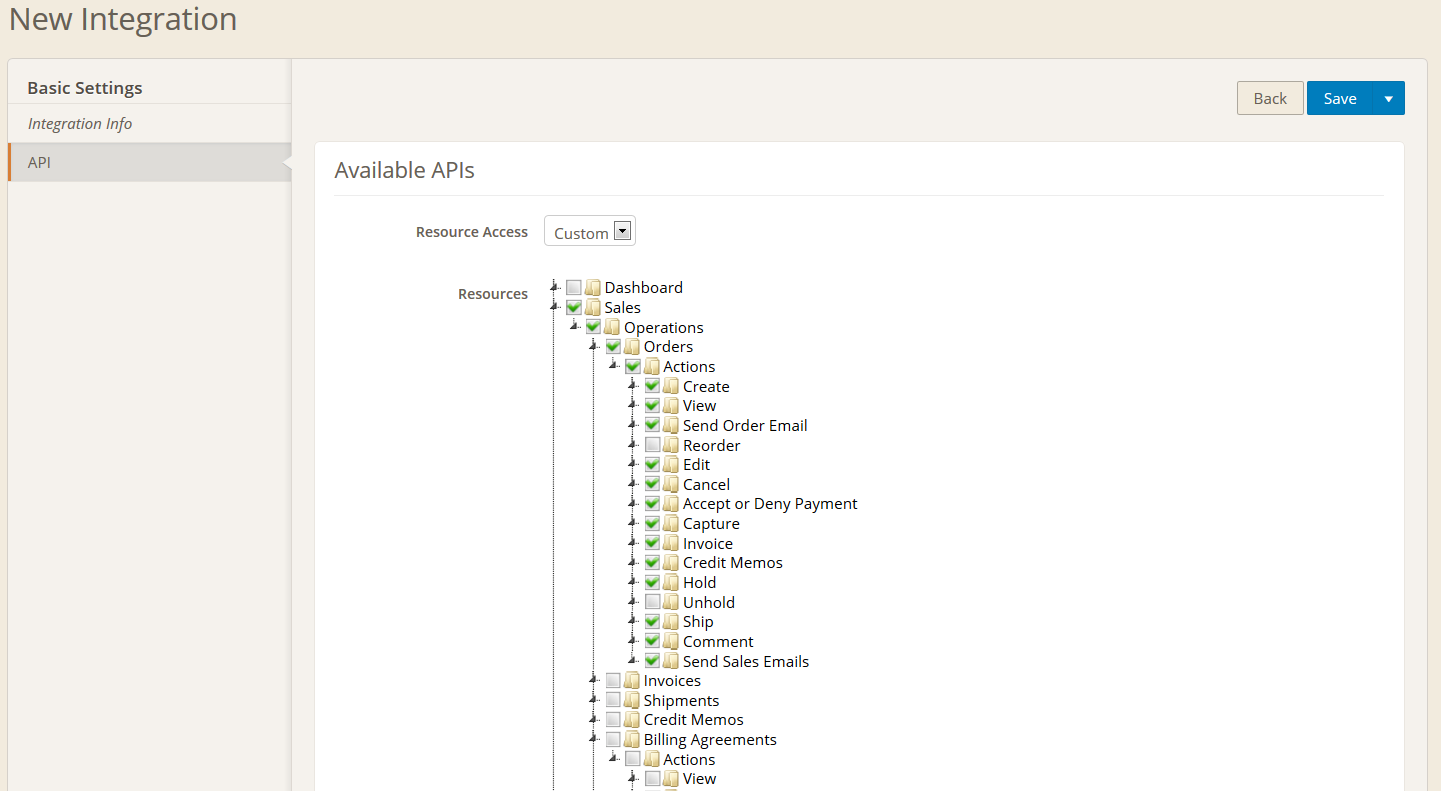 New Integration
Basic Settings
Integration Info
API
Back
Save
Available APIs
Resource Access
Custom
Resources
Dashboard
Sales
Operations
Orders
Actions
Create
View
Send Order Email
Reorder
Edit
Cancel
Accept or Deny Payment
Capture
Invoice
Credit Memos
Hold
Unhold
Ship
Comment
Send Sales Emails
Invoices
Shipments
Credit Memos
Billing Agreements
Actions
View